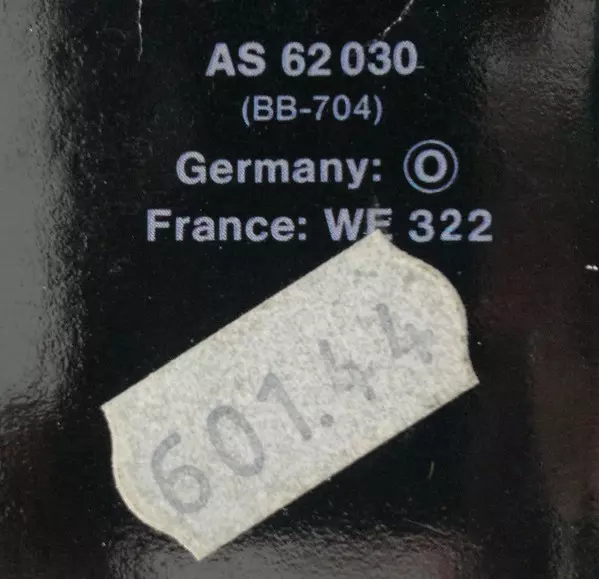 AS 62 030
(BB-704)
Germany: O
France: WE 322
601.44